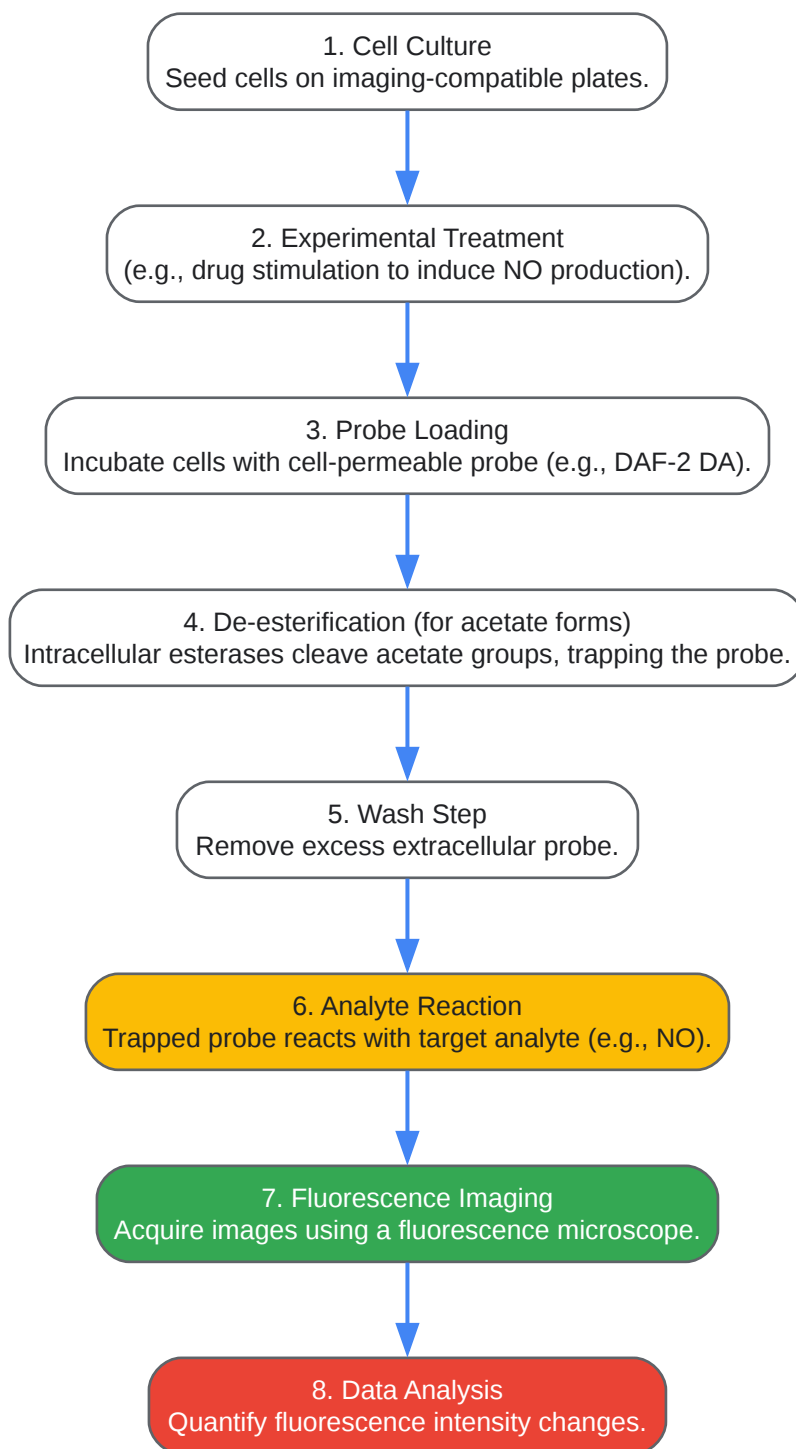 1. Cell Culture
Seed cells on imaging-compatible plates.
2. Experimental Treatment
(e.g., drug stimulation to induce NO production).
3. Probe Loading
Incubate cells with cell-permeable probe (e.g., DAF-2 DA).
4. De-esterification (for acetate forms)
Intracellular esterases cleave acetate groups, trapping the probe.
5. Wash Step
Remove excess extracellular probe.
6. Analyte Reaction
Trapped probe reacts with target analyte (e.g., NO).
7. Fluorescence Imaging
Acquire images using a fluorescence microscope.
8. Data Analysis
Quantify fluorescence intensity changes.